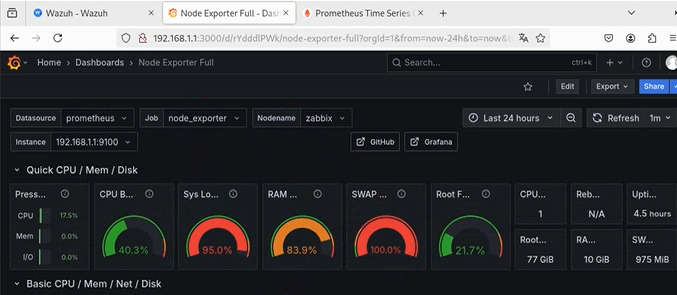 Wazuh - Wazuh
Node Exporter Full - Dash
Prometheus Time Series
192.168.1.1:3000/d/rYdddlPWk/node-exporter-full?orgId=1&from=now-24h&to=now&t
Home > Dashboards > Node Exporter Full
Search...
ctrl+k
Edit
Export
Share
Datasource prometheus
Job node_exporter
Nodename zabbix
Last 24 hours
Refresh 1m
Instance 192.168.1.1:9100
GitHub
Grafana
Quick CPU / Mem / Disk
Press...
CPU B...
Sys Lo...
RAM ...
SWAP ...
Root F...
CPU...
Reb...
Upti...
CPU 17.5%
Mem 0.0%
I/O 0.0%
40.3%
95.0%
83.9%
100.0%
21.7%
1
N/A
4.5 hours
Root...
RA...
SW...
77 GiB
10 GiB
975 MiB
Basic CPU / Mem / Net / Disk